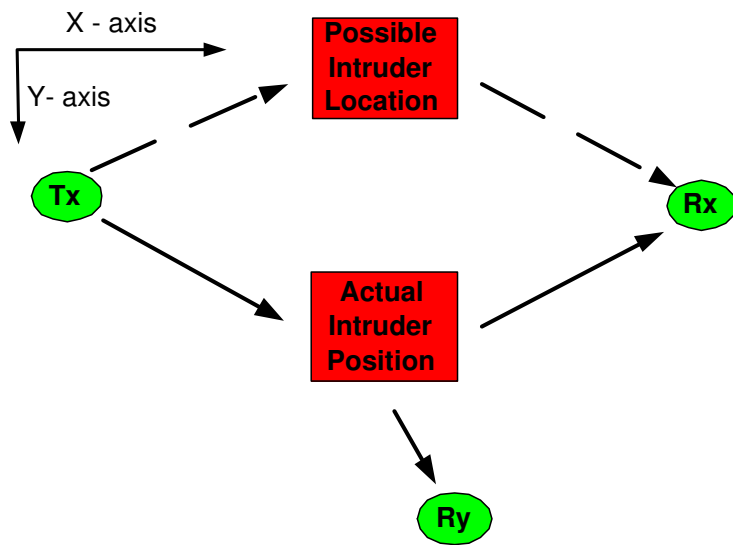 X - axis
Y- axis
Possible
Intruder
Location
Tx
Rx
Actual
Intruder
Position
Ry